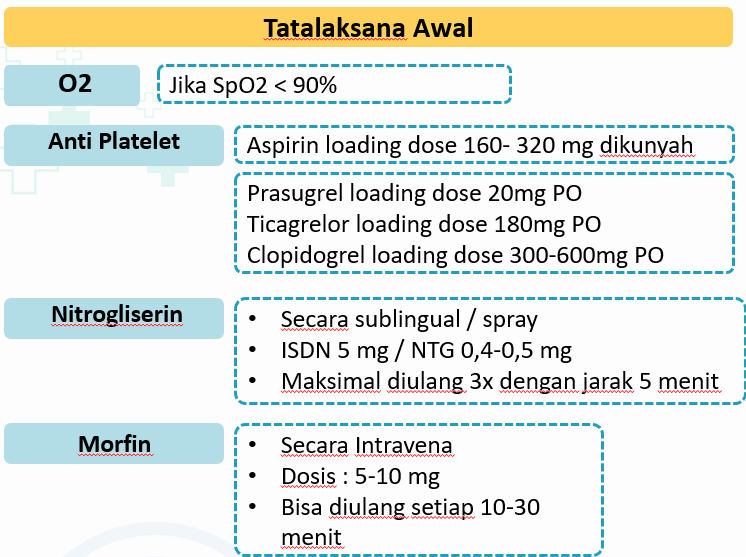 Tatalaksana Awal
O2
Jika SpO2 < 90%
Anti Platelet
Aspirin loading dose 160- 320 mg dikunyah
Prasugrel loading dose 20mg PO
Ticagrelor loading dose 180mg PO
Clopidogrel loading dose 300-600mg PO
Nitrogliserin
• Secara sublingual / spray
• ISDN 5 mg / NTG 0,4-0,5 mg
• Maksimal diulang 3x dengan jarak 5 menit
Morfin
• Secara Intravena
• Dosis : 5-10 mg
• Bisa diulang setiap 10-30
menit